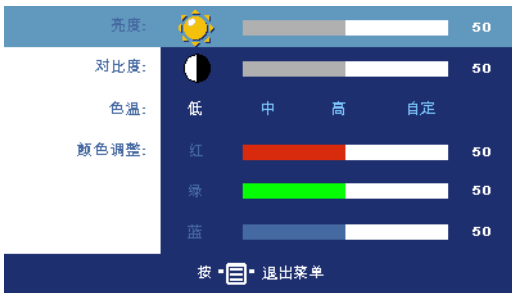 亮度: 50
对比度: 50
色温: 低 中 高 自定
颜色调整: 红 50
绿 50
蓝 50
按 退出菜单